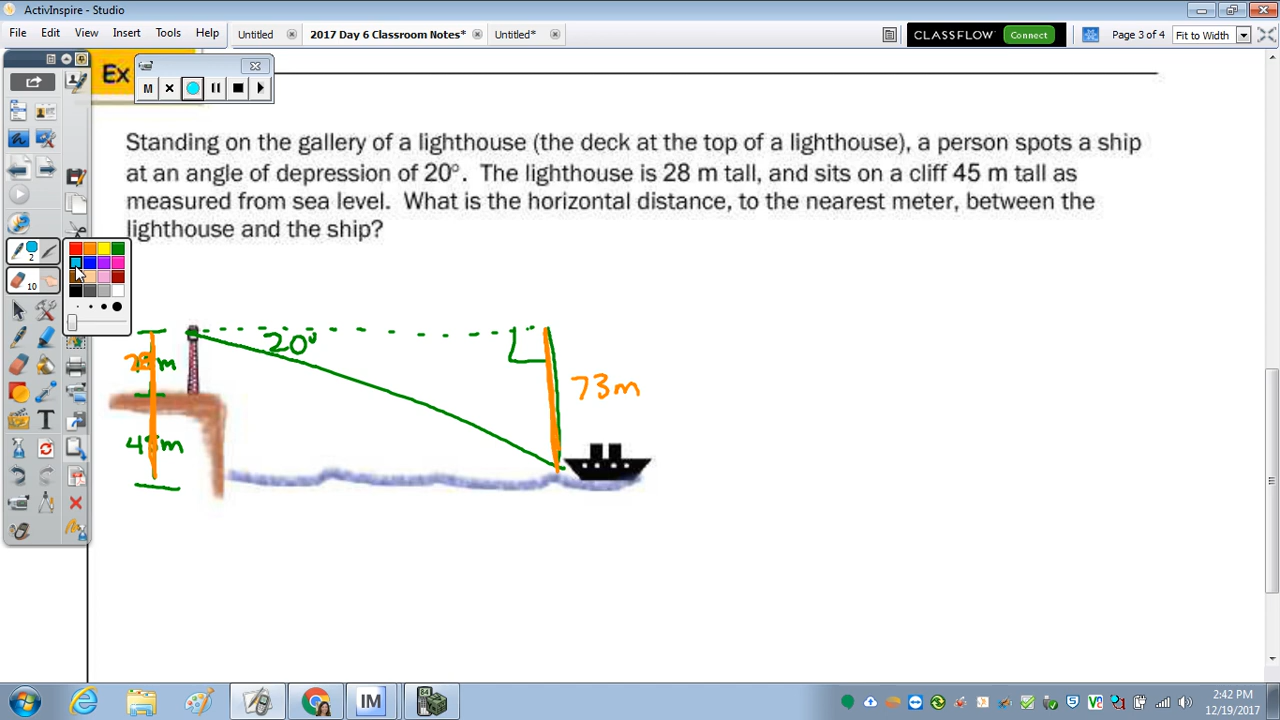 ActivInspire - Studio
File Edit View Insert Tools Help Untitled 2017 Day 6 Classroom Notes* Untitled* CLASSFLOW Connect Page 3 of 4 Fit to Width
Ex
M
Standing on the gallery of a lighthouse (the deck at the top of a lighthouse), a person spots a ship
at an angle of depression of 20°. The lighthouse is 28 m tall, and sits on a cliff 45 m tall as
measured from sea level. What is the horizontal distance, to the nearest meter, between the
lighthouse and the ship?
2
10
20°
28m
73m
45m
IM
2:42 PM
12/19/2017